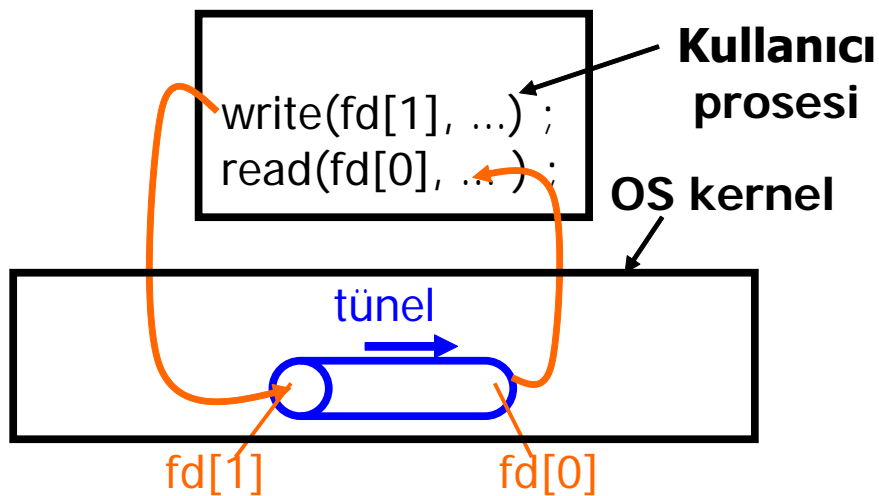 Kullanıcı
prosesi
write(fd[1], ...) ;
read(fd[0], ... ) ;
OS kernel
tünel
fd[1]
fd[0]